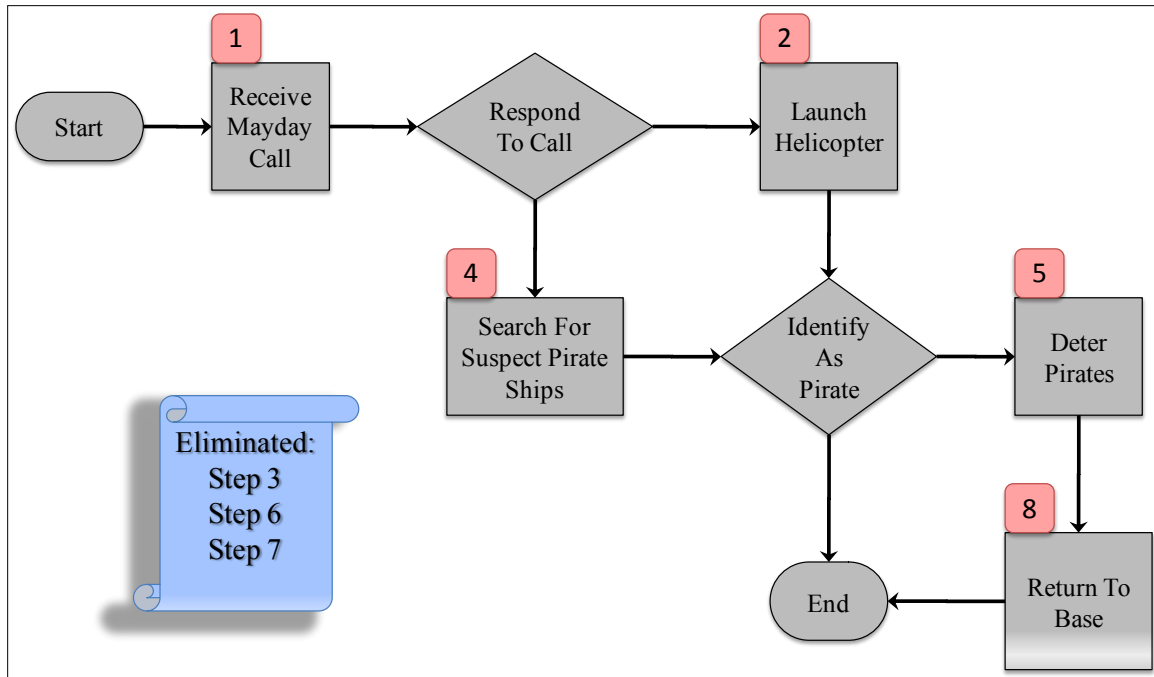 1
2
Start
Receive
Mayday
Call
Respond
To Call
Launch
Helicopter
4
5
Search For
Suspect Pirate
Ships
Identify
As
Pirate
Deter
Pirates
Eliminated:
Step 3
Step 6
Step 7
8
End
Return To
Base